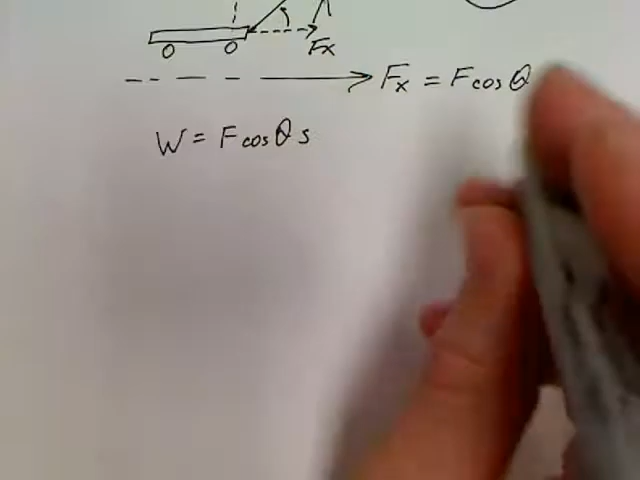 Fx
Fx = F cos θ
W = F cos θ s